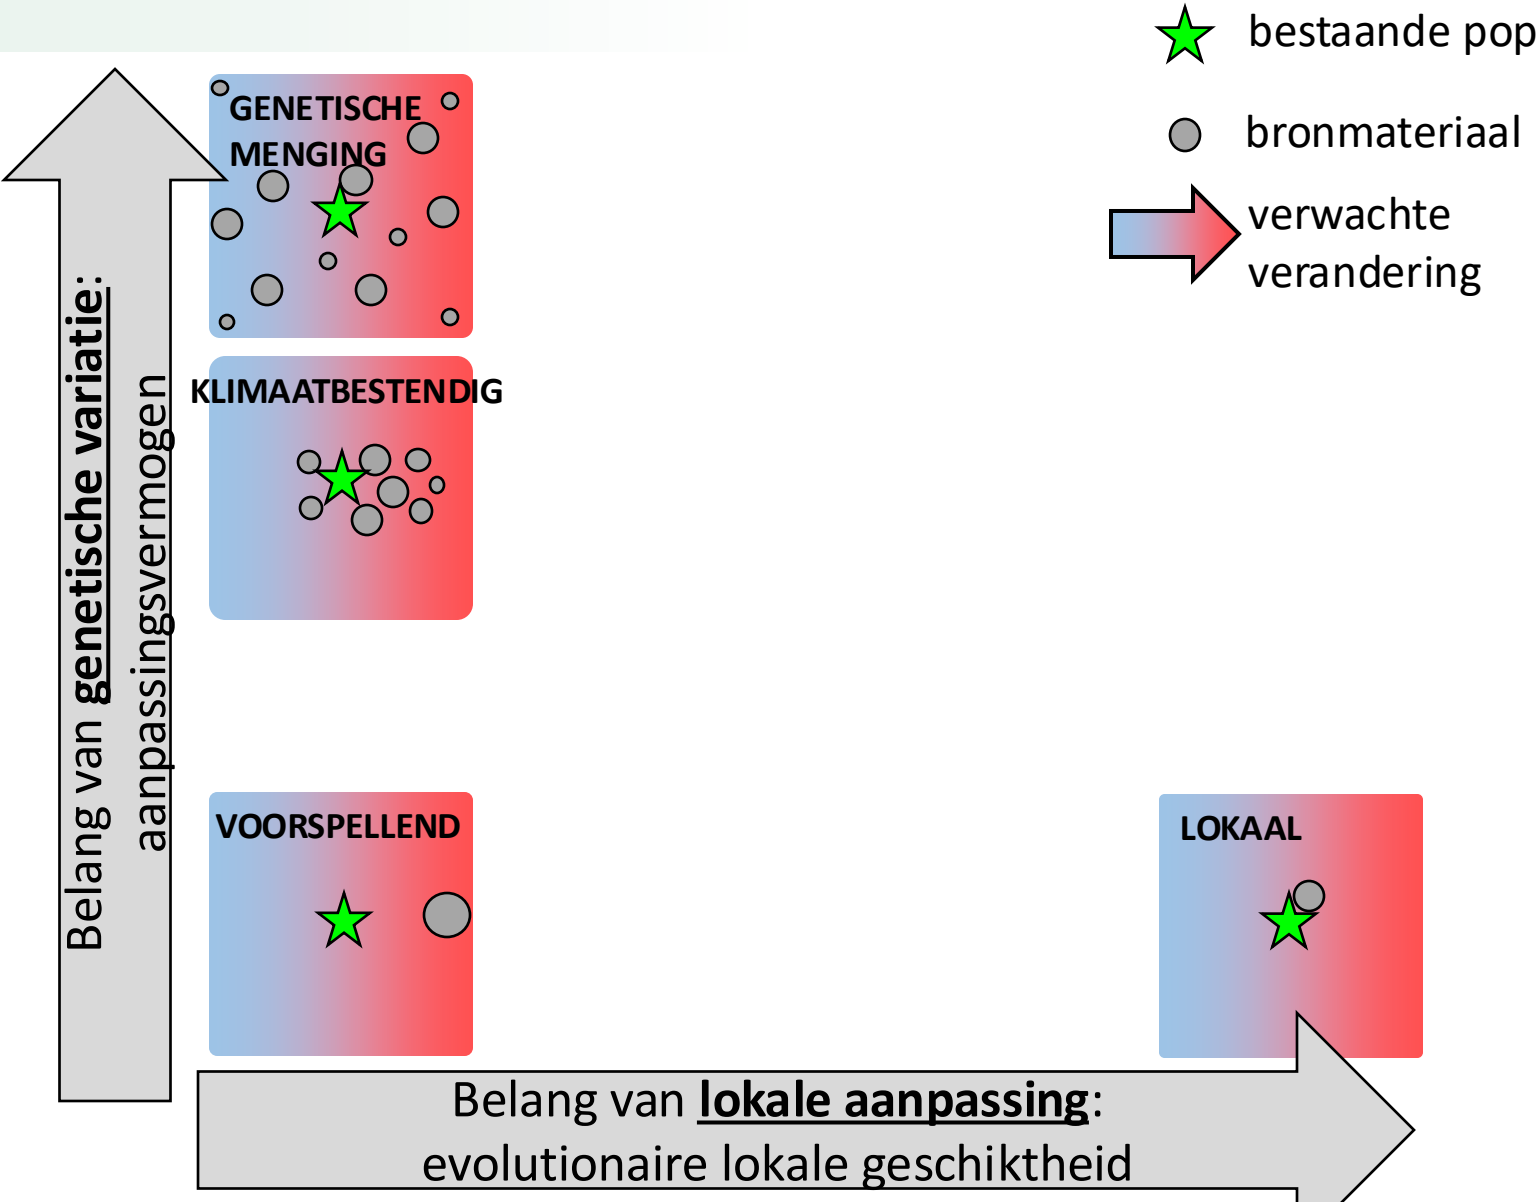 bestaande pop
bronmateriaal
verwachte
verandering
GENETISCHE
MENGING
KLIMAATBESTENDIG
VOORSPELLEND
LOKAAL
Belang van genetische variatie:
aanpassingsvermogen
Belang van lokale aanpassing:
evolutionaire lokale geschiktheid